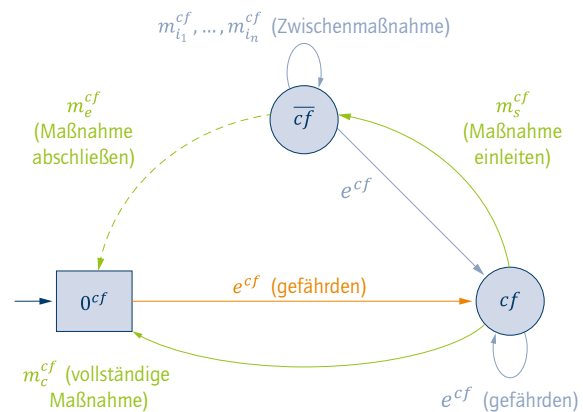 m_{i_1}^{cf}, …, m_{i_n}^{cf} (Zwischenmaßnahme)
m_e^{cf}
(Maßnahme
abschließen)
\overline{cf}
m_s^{cf}
(Maßnahme
einleiten)
e^{cf}
0^{cf}
e^{cf} (gefährden)
cf
m_c^{cf} (vollständige
Maßnahme)
e^{cf} (gefährden)